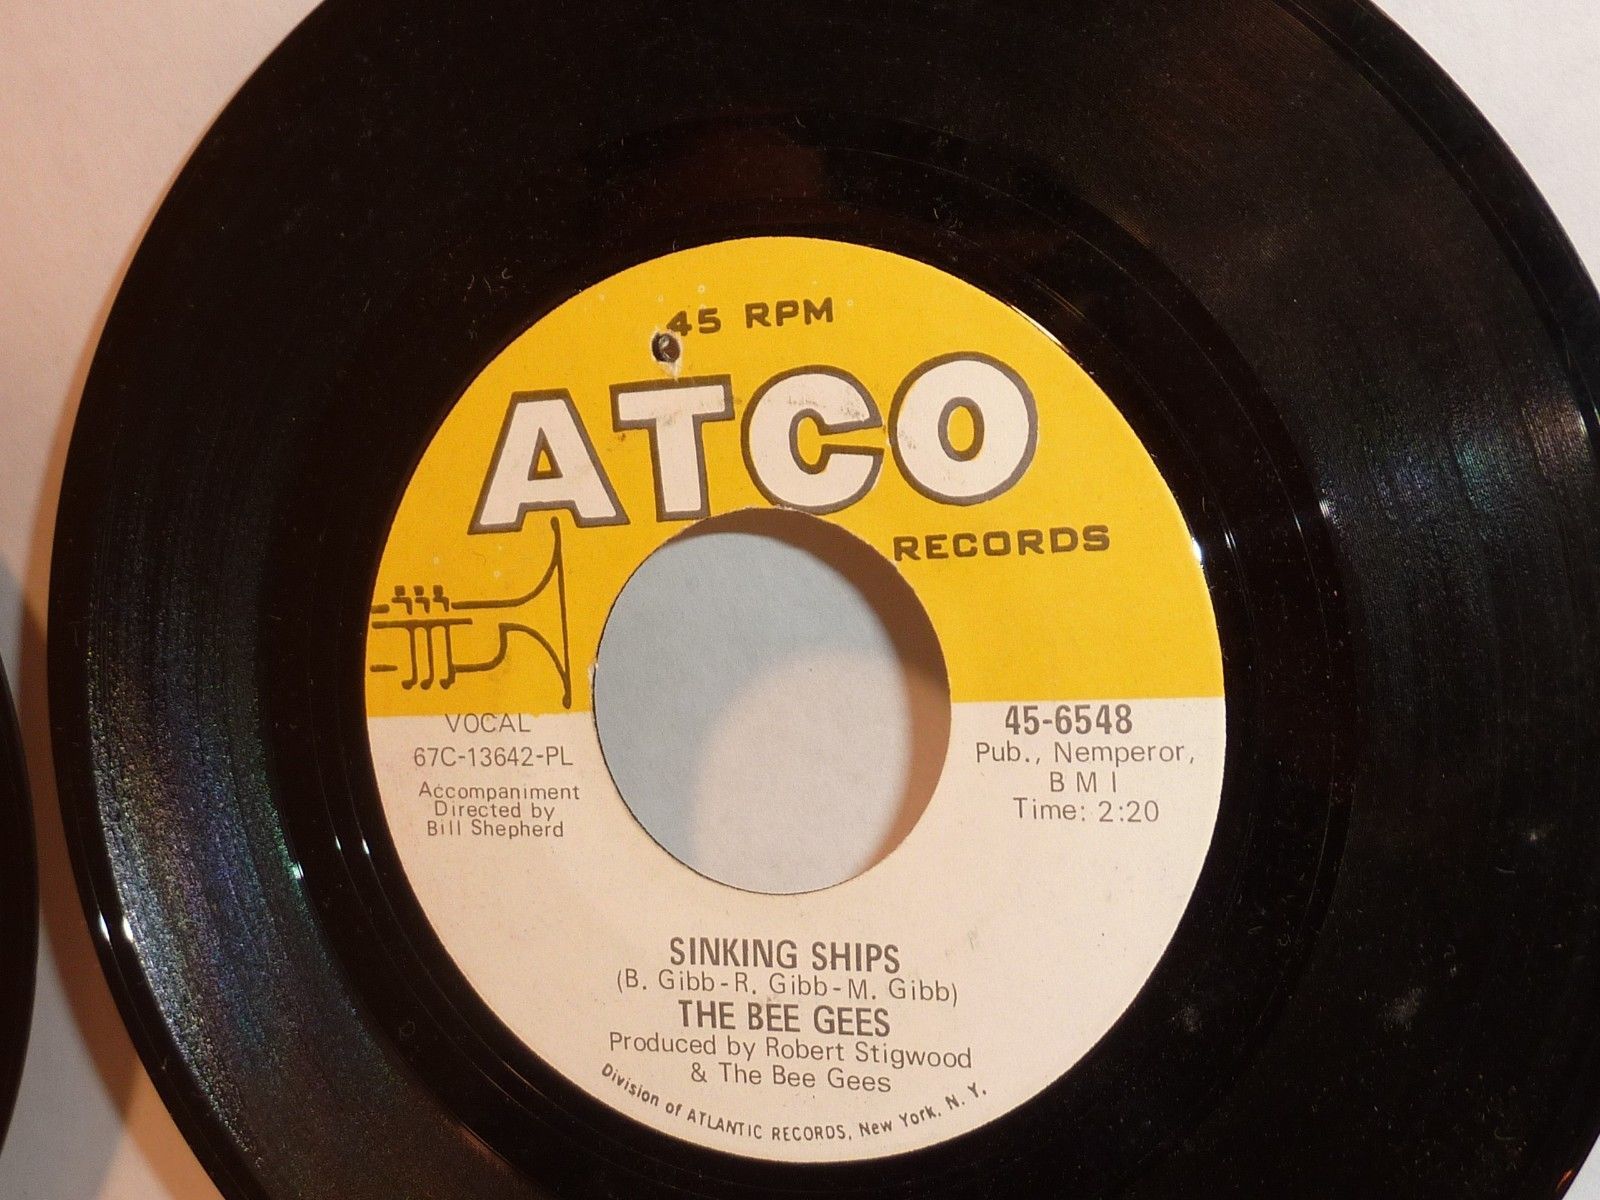 45 RPM
ATCO
RECORDS
VOCAL
67C-13642-PL
Accompaniment
Directed by
Bill Shepherd
45-6548
Pub., Nemperor,
B M I
Time: 2:20
SINKING SHIPS
(B. Gibb-R. Gibb-M. Gibb)
THE BEE GEES
Produced by Robert Stigwood
& The Bee Gees
Division of ATLANTIC RECORDS, New York, N. Y.